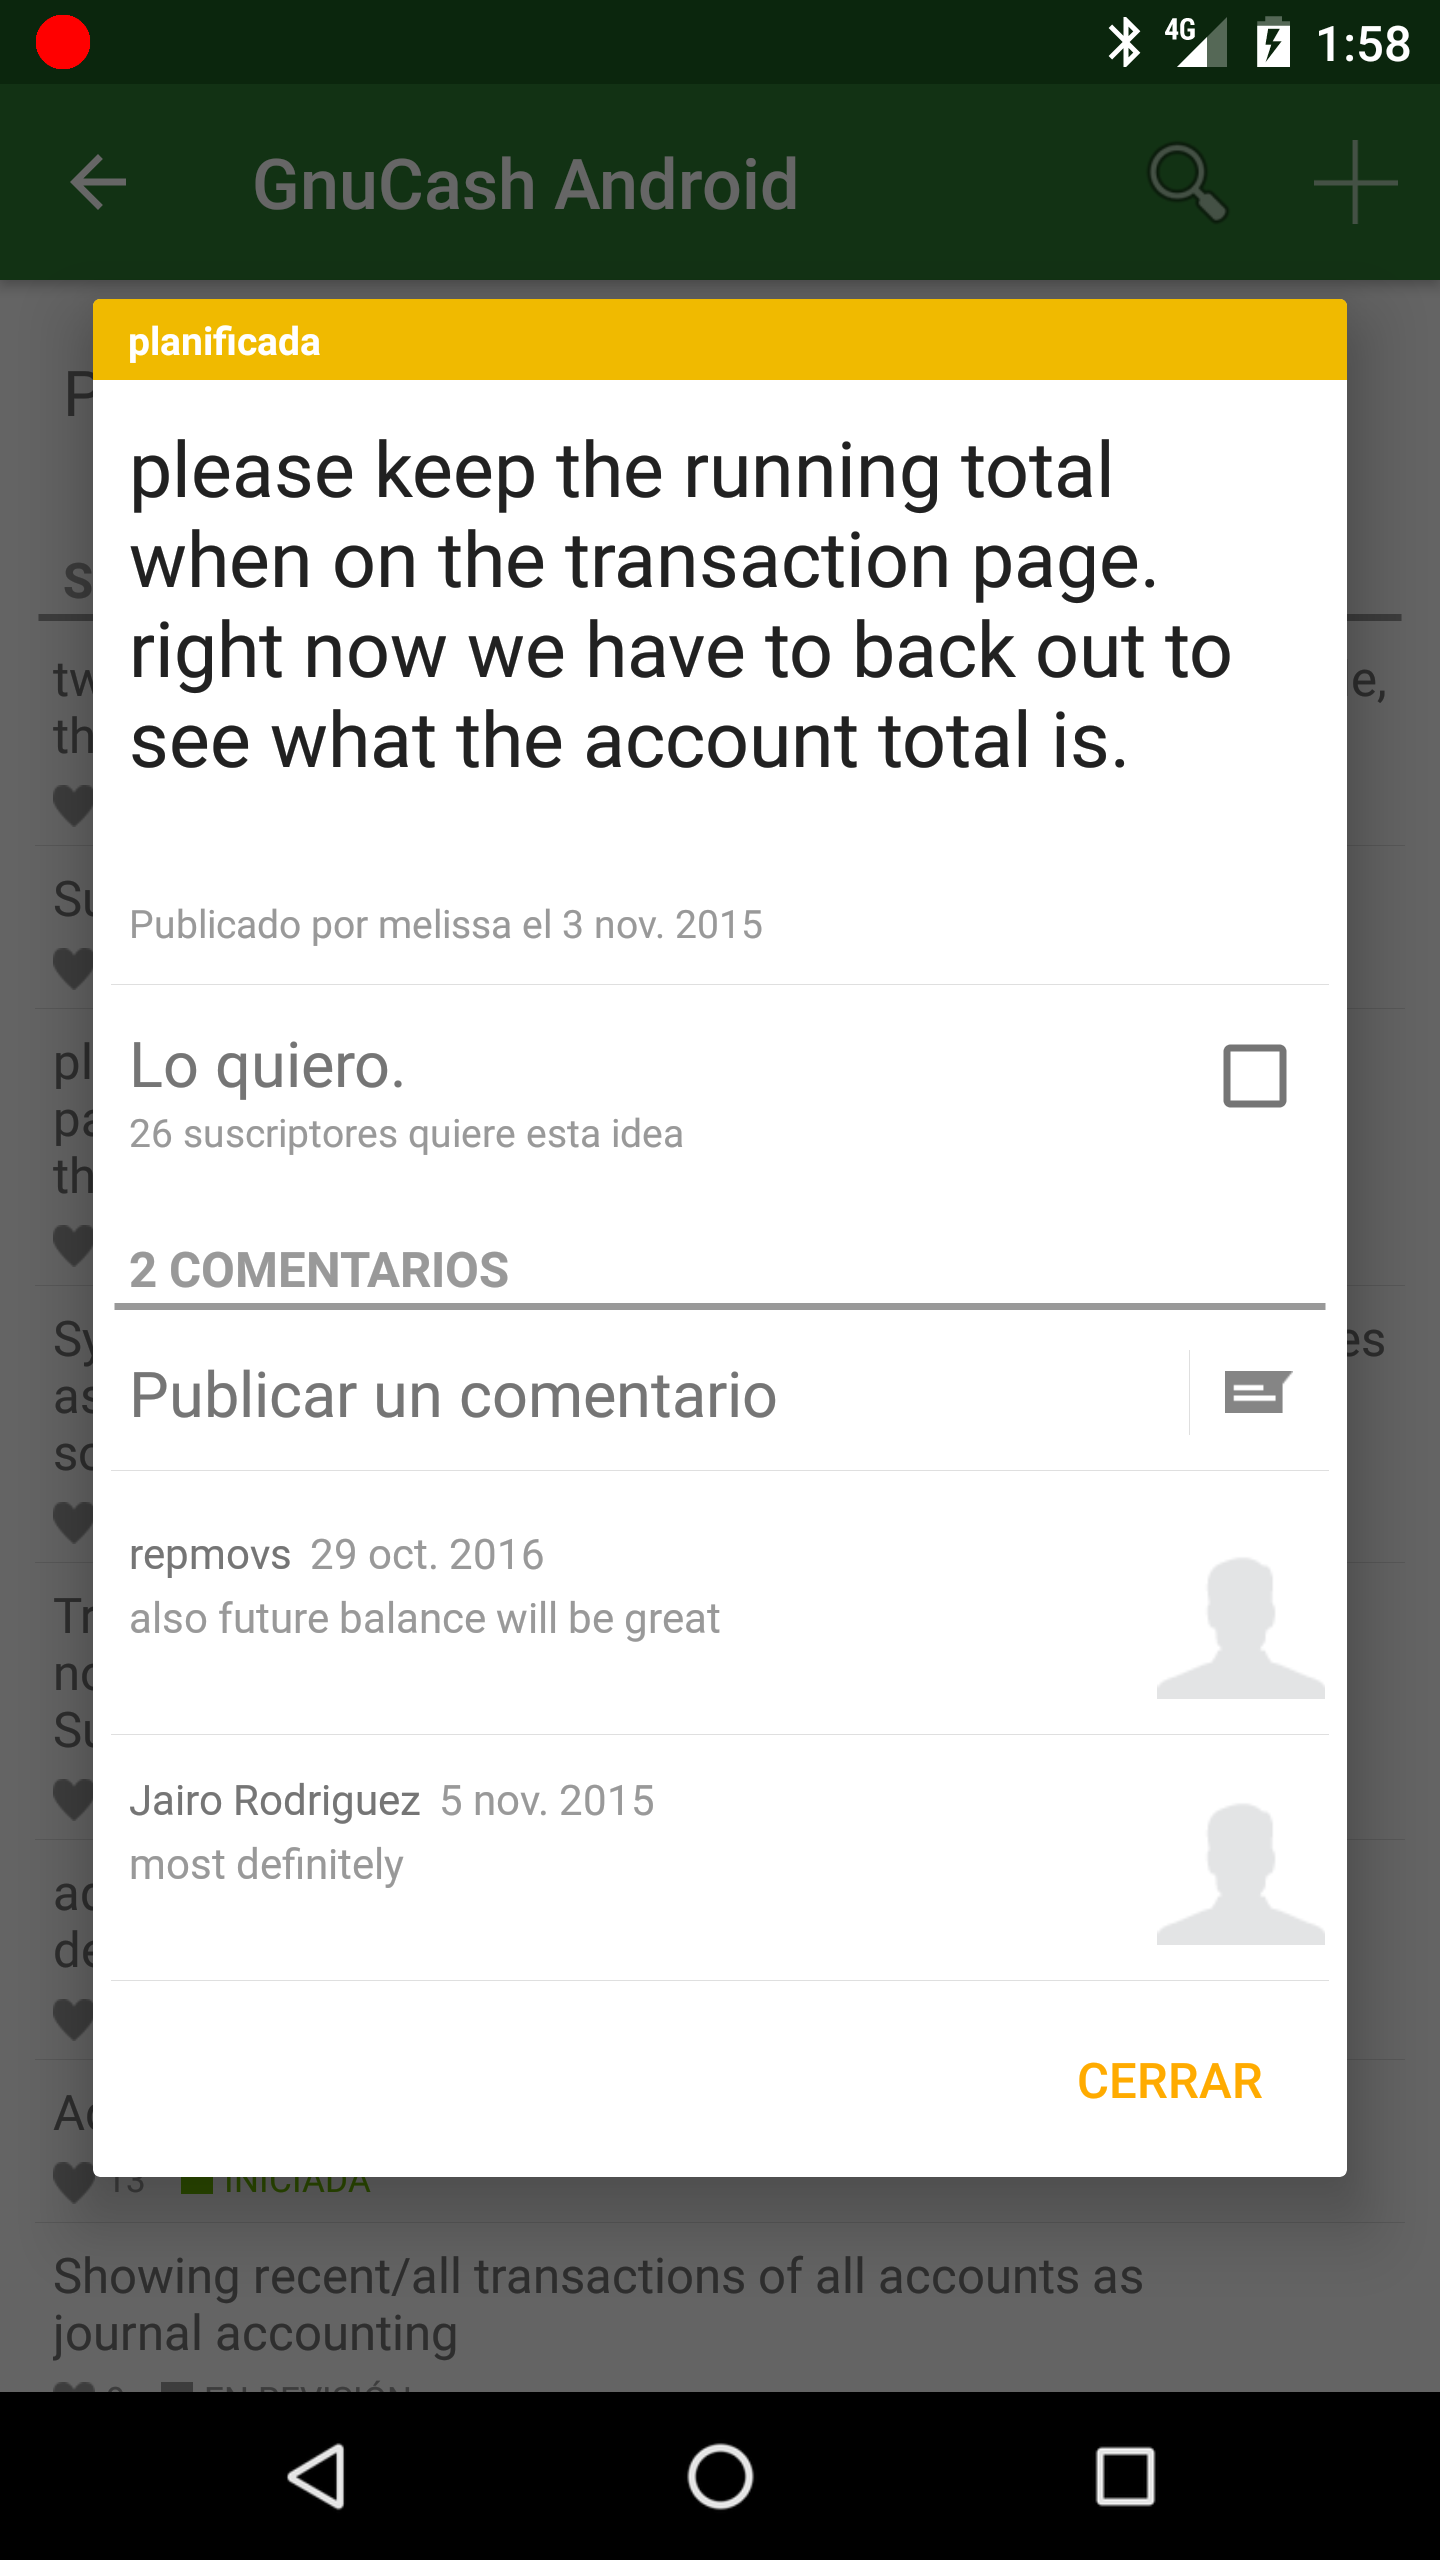 4G 1:58
GnuCash Android
planificada
please keep the running total
when on the transaction page.
right now we have to back out to
see what the account total is.
Publicado por melissa el 3 nov. 2015
Lo quiero.
26 suscriptores quiere esta idea
2 COMENTARIOS
Publicar un comentario
repmovs 29 oct. 2016
also future balance will be great
Jairo Rodriguez 5 nov. 2015
most definitely
CERRAR
13 INICIADA
Showing recent/all transactions of all accounts as
journal accounting
EN REVISIÓN